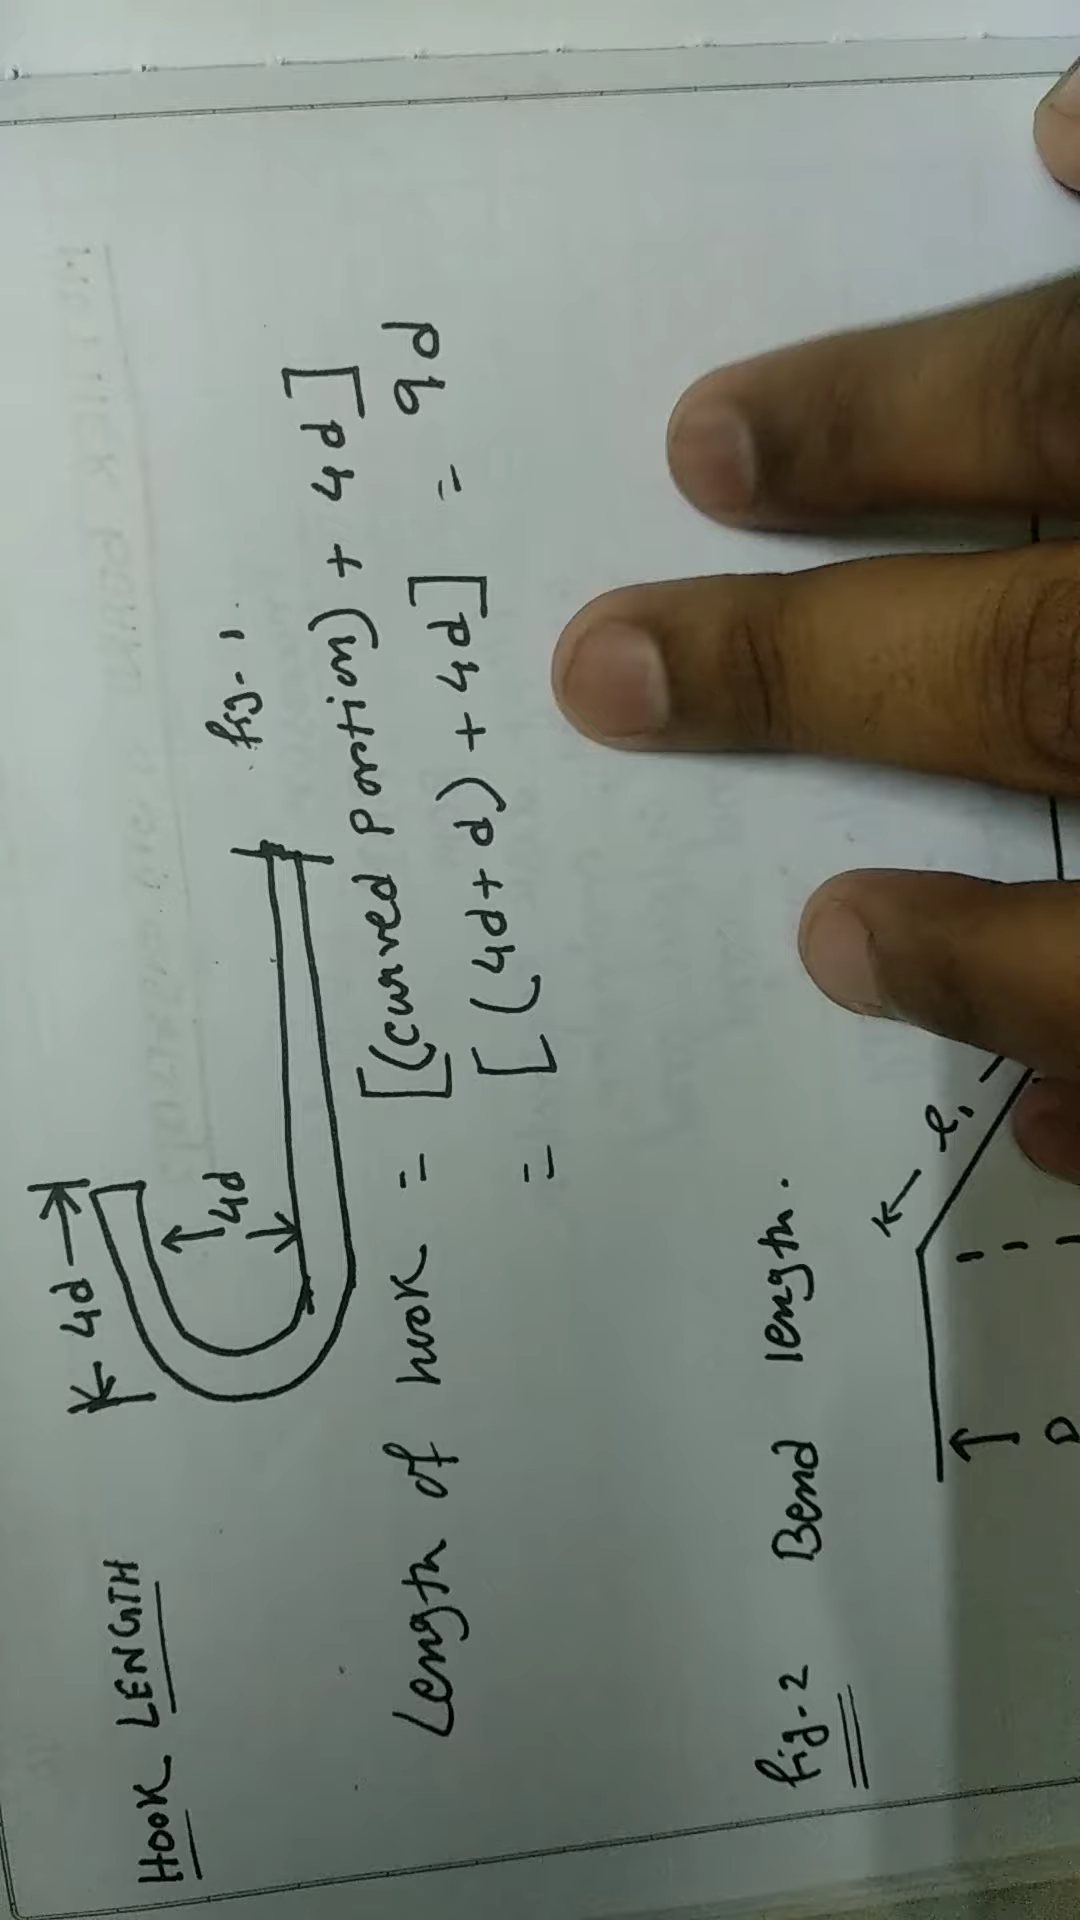 HOOK LENGTH
4d
4d
fig. 1
Length of hook = [(curved portion) + 4d]
= [(4d+d) + 4d] = 9d
fig-2 Bend length.
l₁
D